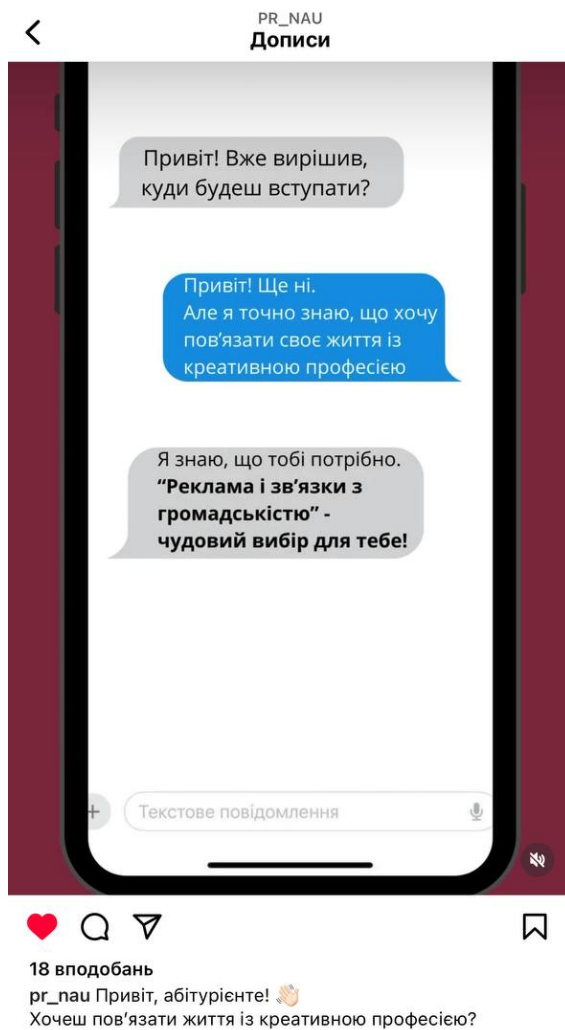 PR_NAU
Дописи
Привіт! Вже вирішив,
куди будеш вступати?
Привіт! Ще ні.
Але я точно знаю, що хочу
пов’язати своє життя із
креативною професією
Я знаю, що тобі потрібно.
“Реклама і зв’язки з
громадськістю” -
чудовий вибір для тебе!
Текстове повідомлення
18 вподобань
pr_nau Привіт, абітурієнте! 👋🏻
Хочеш пов’язати життя із креативною професією?